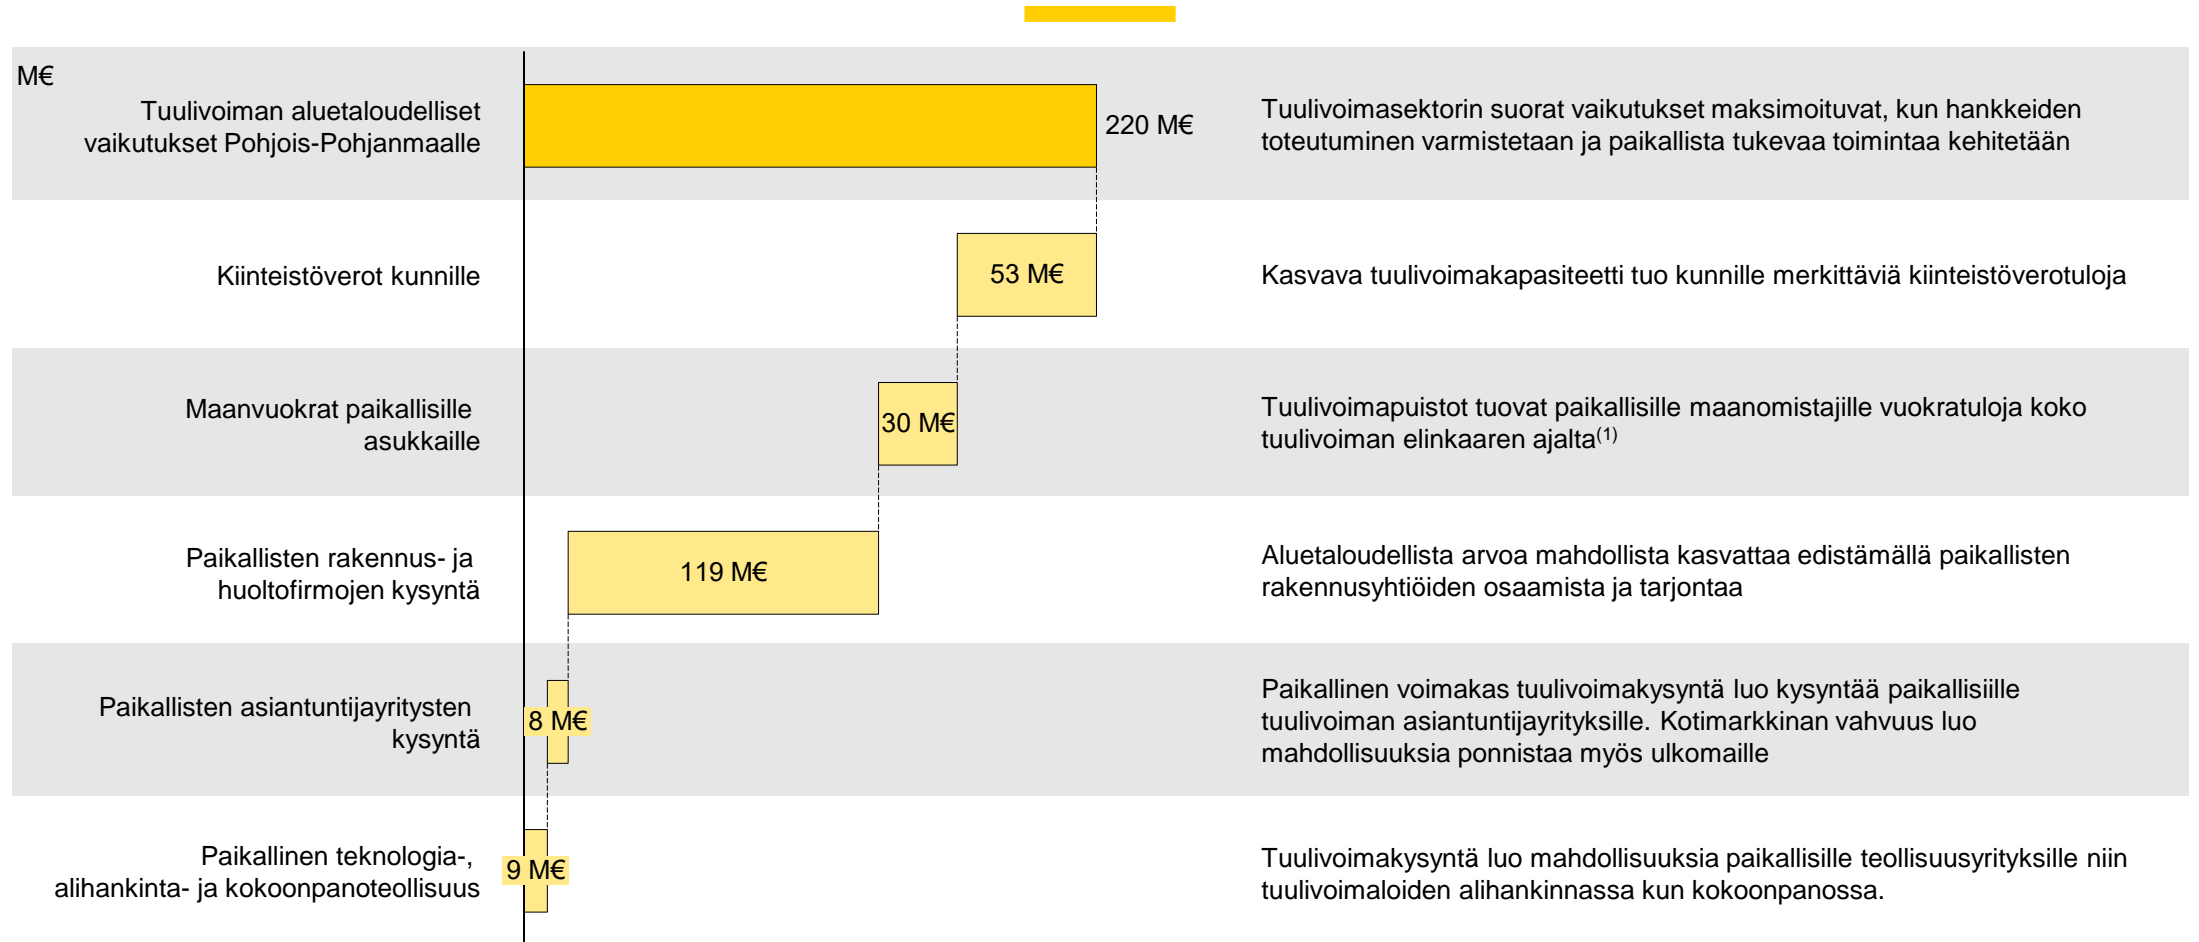 M€
Tuulivoiman aluetaloudelliset
vaikutukset Pohjois-Pohjanmaalle
220 M€
Tuulivoimasektorin suorat vaikutukset maksimoituvat, kun hankkeiden
toteutuminen varmistetaan ja paikallista tukevaa toimintaa kehitetään
Kiinteistöverot kunnille
53 M€
Kasvava tuulivoimakapasiteetti tuo kunnille merkittäviä kiinteistöverotuloja
Maanvuokrat paikallisille
asukkaille
30 M€
Tuulivoimapuistot tuovat paikallisille maanomistajille vuokratuloja koko
tuulivoiman elinkaaren ajalta(1)
Paikallisten rakennus- ja
huoltofirmojen kysyntä
119 M€
Aluetaloudellista arvoa mahdollista kasvattaa edistämällä paikallisten
rakennusyhtiöiden osaamista ja tarjontaa
Paikallisten asiantuntijayritysten
kysyntä
8 M€
Paikallinen voimakas tuulivoimakysyntä luo kysyntää paikallisiille
tuulivoiman asiantuntijayrityksille. Kotimarkkinan vahvuus luo
mahdollisuuksia ponnistaa myös ulkomaille
Paikallinen teknologia-,
alihankinta- ja kokoonpanoteollisuus
9 M€
Tuulivoimakysyntä luo mahdollisuuksia paikallisille teollisuusyrityksille niin
tuulivoimaloiden alihankinnassa kun kokoonpanossa.